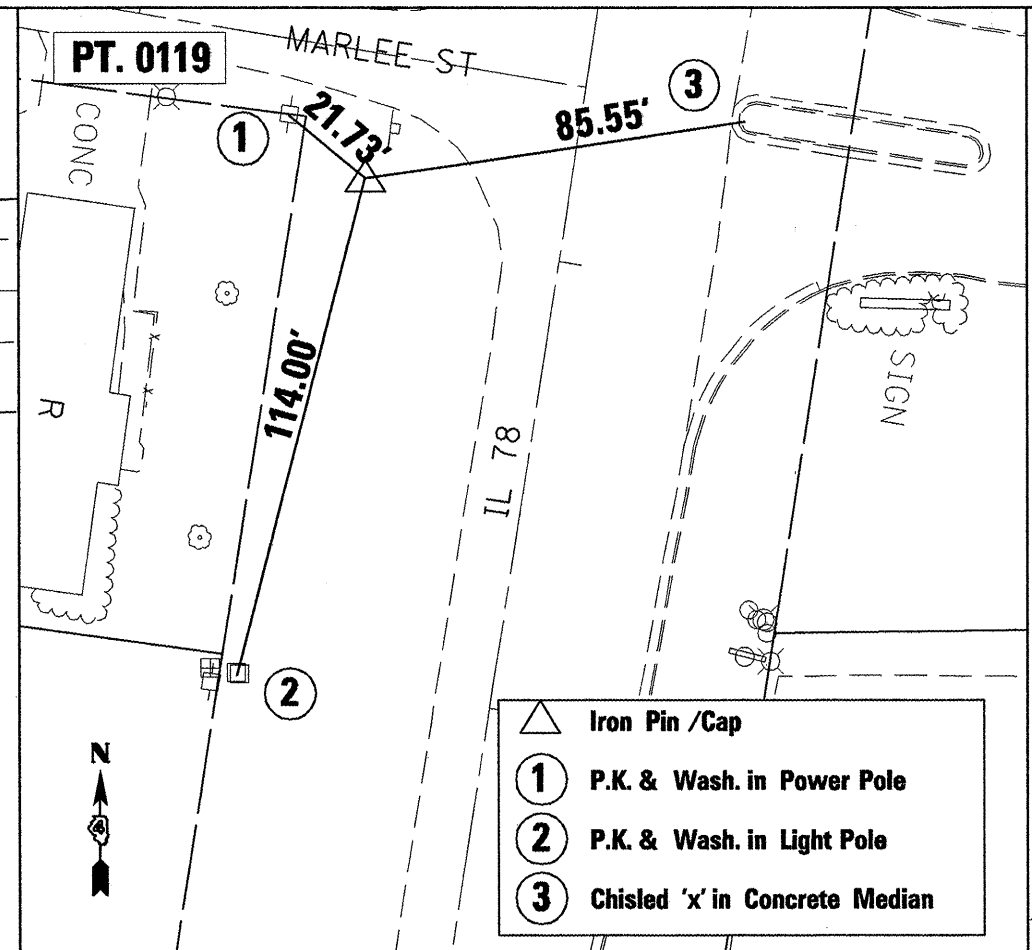 PT. 0119
MARLEE ST
3
1
21.73'
85.55'
CONC
SIGN
114.00'
R
IL 78
2
N
4
Iron Pin /Cap
1 P.K. & Wash. in Power Pole
2 P.K. & Wash. in Light Pole
3 Chisled 'x' in Concrete Median